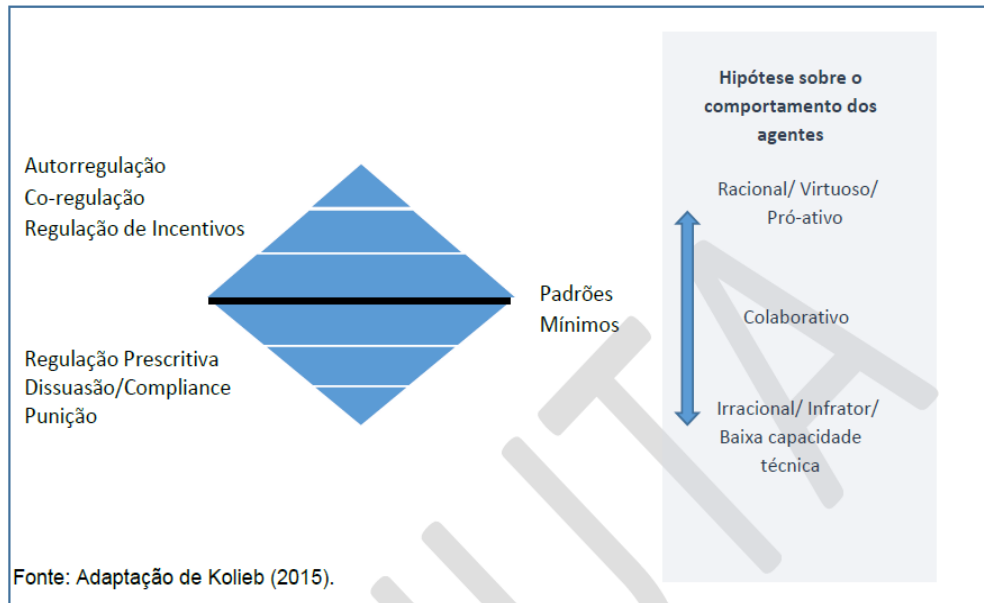 Autorregulação
Co-regulação
Regulação de Incentivos
Regulação Prescritiva
Dissuasão/Compliance
Punição
Padrões
Mínimos
Hipótese sobre o
comportamento dos
agentes
Racional/ Virtuoso/
Pró-ativo
Colaborativo
Irracional/ Infrator/
Baixa capacidade
técnica
Fonte: Adaptação de Kolieb (2015).